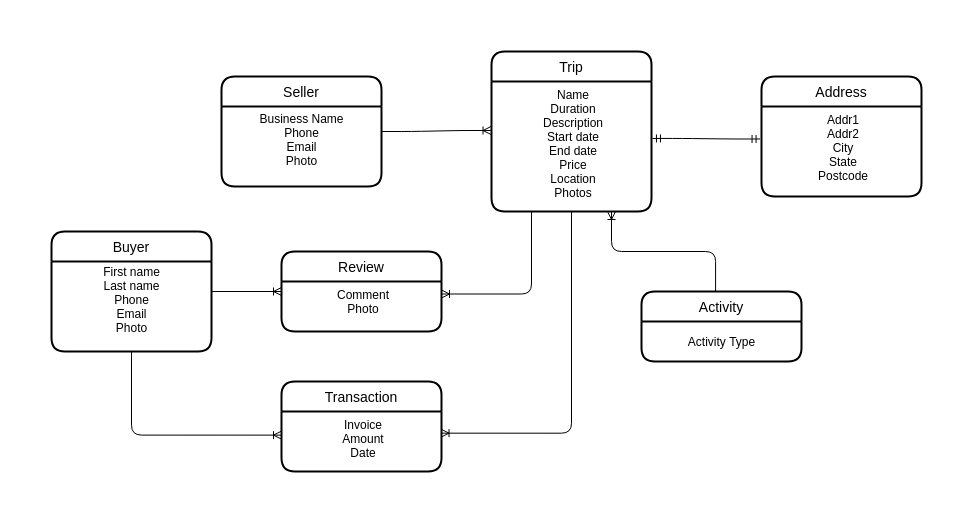 Seller
Business Name
Phone
Email
Photo
Trip
Name
Duration
Description
Start date
End date
Price
Location
Photos
Address
Addr1
Addr2
City
State
Postcode
Buyer
First name
Last name
Phone
Email
Photo
Review
Comment
Photo
Activity
Activity Type
Transaction
Invoice
Amount
Date